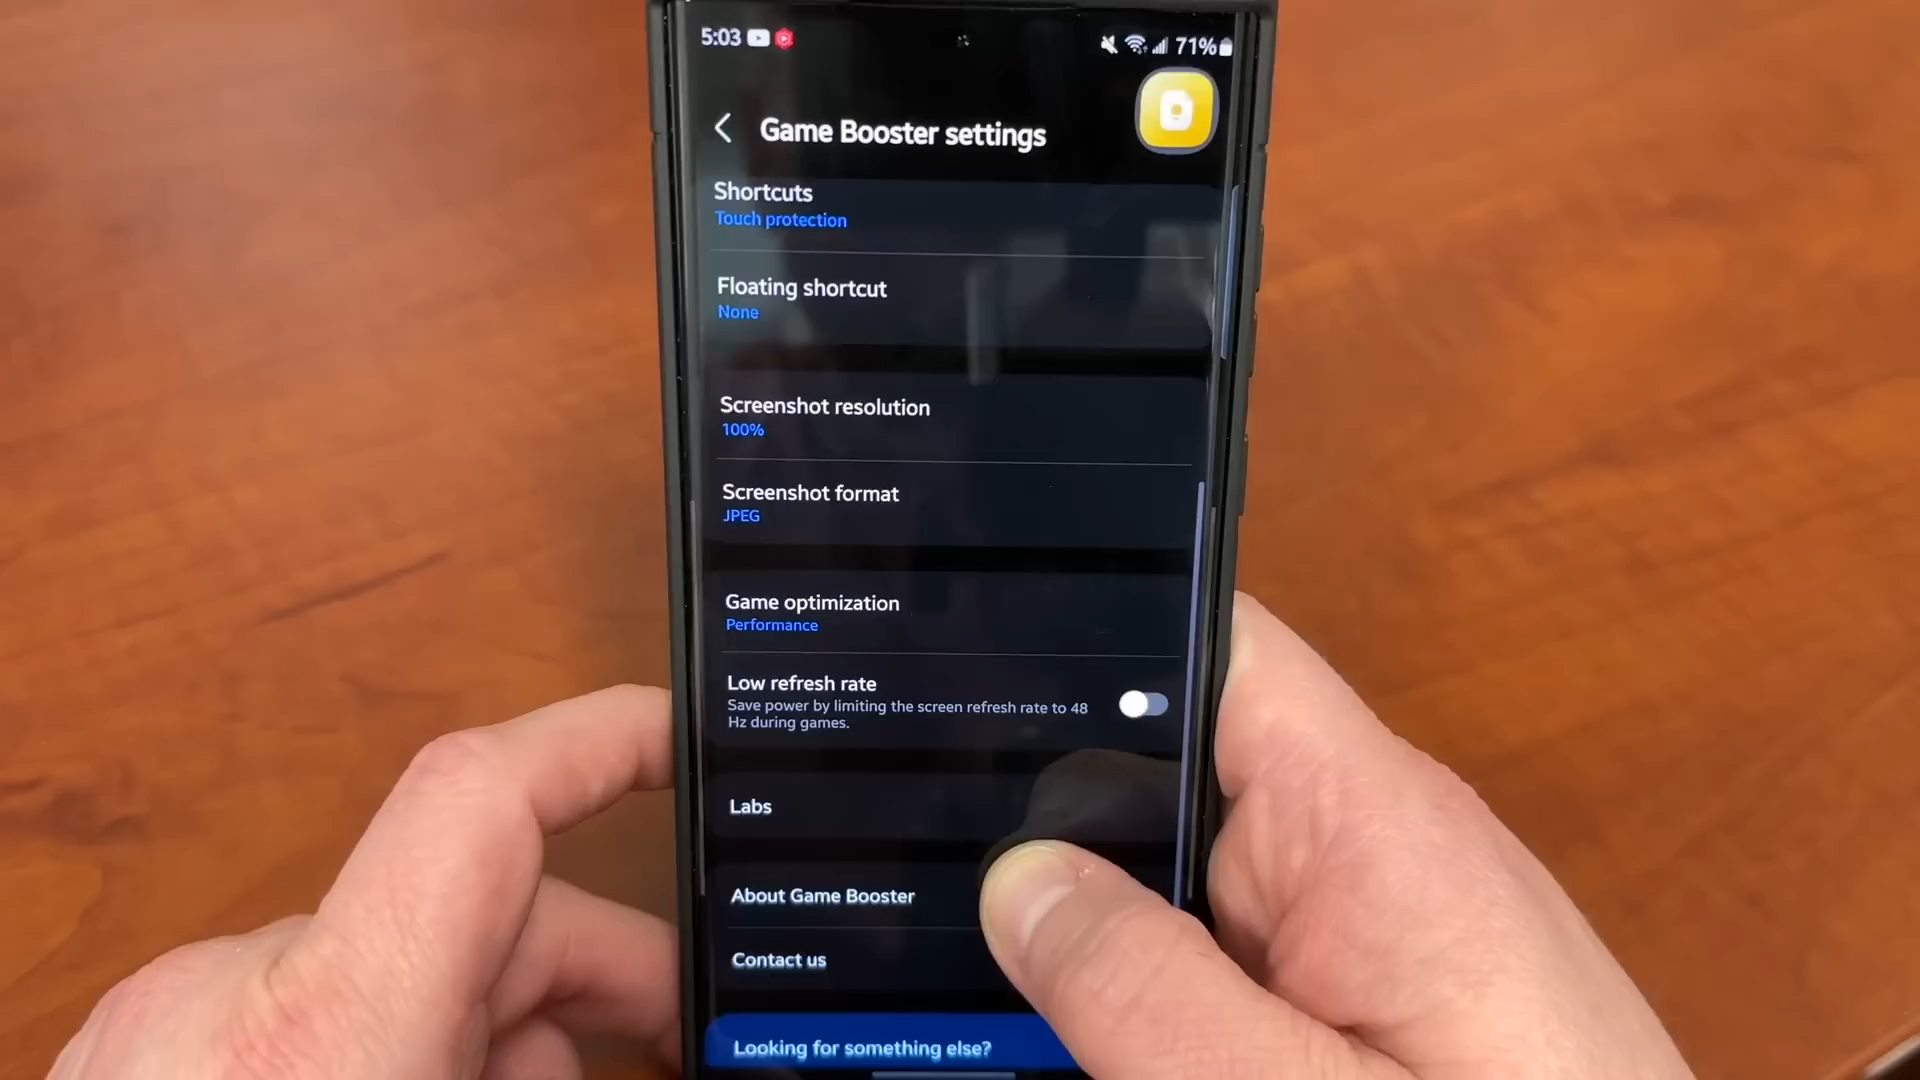 5:03
71%
Game Booster settings
Shortcuts
Touch protection
Floating shortcut
None
Screenshot resolution
100%
Screenshot format
JPEG
Game optimization
Performance
Low refresh rate
Save power by limiting the screen refresh rate to 48
Hz during games.
Labs
About Game Booster
Contact us
Looking for something else?